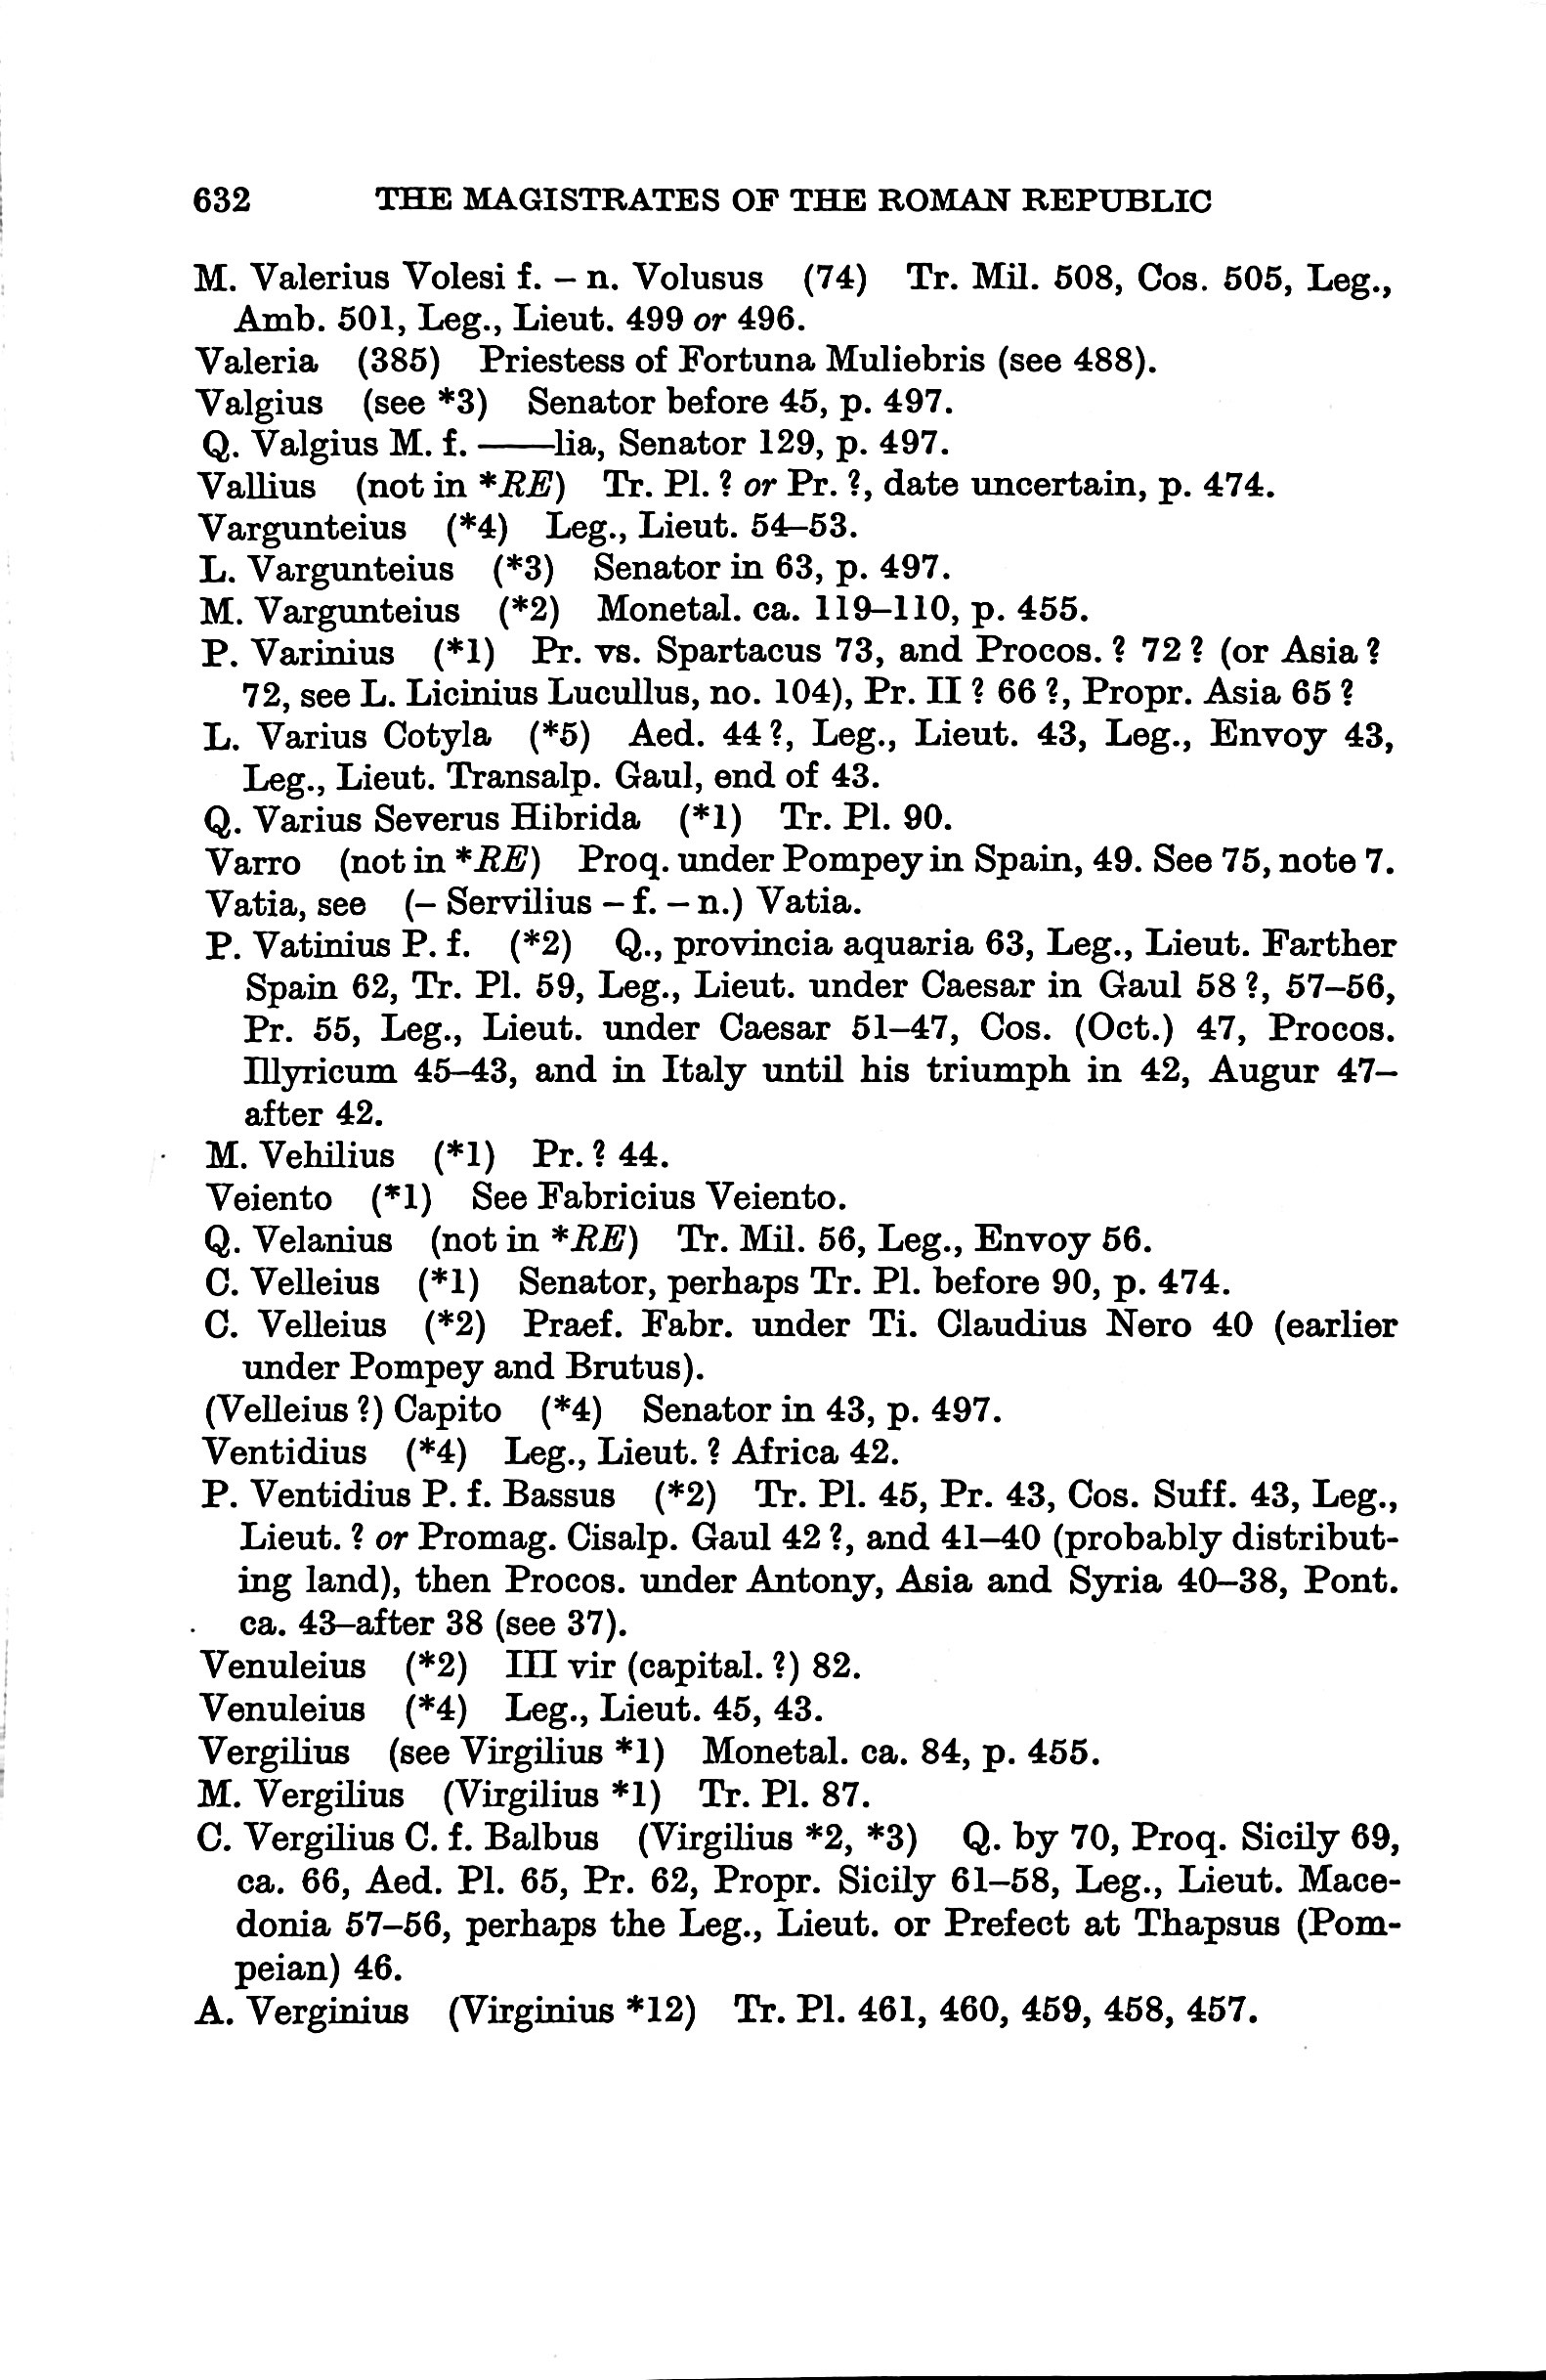 632 THE MAGISTRATES OF THE ROMAN REPUBLIC
M. Valerius Volesi f. – n. Volusus (74) Tr. Mil. 508, Cos. 505, Leg.,
Amb. 501, Leg., Lieut. 499 or 496.
Valeria (385) Priestess of Fortuna Muliebris (see 488).
Valgius (see *3) Senator before 45, p. 497.
Q. Valgius M. f. ——lia, Senator 129, p. 497.
Vallius (not in *RE) Tr. Pl. ? or Pr. ?, date uncertain, p. 474.
Vargunteius (*4) Leg., Lieut. 54–53.
L. Vargunteius (*3) Senator in 63, p. 497.
M. Vargunteius (*2) Monetal. ca. 119–110, p. 455.
P. Varinius (*1) Pr. vs. Spartacus 73, and Procos. ? 72 ? (or Asia ?
72, see L. Licinius Lucullus, no. 104), Pr. II ? 66 ?, Propr. Asia 65 ?
L. Varius Cotyla (*5) Aed. 44 ?, Leg., Lieut. 43, Leg., Envoy 43,
Leg., Lieut. Transalp. Gaul, end of 43.
Q. Varius Severus Hibrida (*1) Tr. Pl. 90.
Varro (not in *RE) Proq. under Pompey in Spain, 49. See 75, note 7.
Vatia, see (– Servilius – f. – n.) Vatia.
P. Vatinius P. f. (*2) Q., provincia aquaria 63, Leg., Lieut. Farther
Spain 62, Tr. Pl. 59, Leg., Lieut. under Caesar in Gaul 58 ?, 57–56,
Pr. 55, Leg., Lieut. under Caesar 51–47, Cos. (Oct.) 47, Procos.
Illyricum 45–43, and in Italy until his triumph in 42, Augur 47–
after 42.
M. Vehilius (*1) Pr. ? 44.
Veiento (*1) See Fabricius Veiento.
Q. Velanius (not in *RE) Tr. Mil. 56, Leg., Envoy 56.
C. Velleius (*1) Senator, perhaps Tr. Pl. before 90, p. 474.
C. Velleius (*2) Praef. Fabr. under Ti. Claudius Nero 40 (earlier
under Pompey and Brutus).
(Velleius ?) Capito (*4) Senator in 43, p. 497.
Ventidius (*4) Leg., Lieut. ? Africa 42.
P. Ventidius P. f. Bassus (*2) Tr. Pl. 45, Pr. 43, Cos. Suff. 43, Leg.,
Lieut. ? or Promag. Cisalp. Gaul 42 ?, and 41–40 (probably distribut-
ing land), then Procos. under Antony, Asia and Syria 40–38, Pont.
ca. 43–after 38 (see 37).
Venuleius (*2) III vir (capital. ?) 82.
Venuleius (*4) Leg., Lieut. 45, 43.
Vergilius (see Virgilius *1) Monetal. ca. 84, p. 455.
M. Vergilius (Virgilius *1) Tr. Pl. 87.
C. Vergilius C. f. Balbus (Virgilius *2, *3) Q. by 70, Proq. Sicily 69,
ca. 66, Aed. Pl. 65, Pr. 62, Propr. Sicily 61–58, Leg., Lieut. Mace-
donia 57–56, perhaps the Leg., Lieut. or Prefect at Thapsus (Pom-
peian) 46.
A. Verginius (Virginius *12) Tr. Pl. 461, 460, 459, 458, 457.